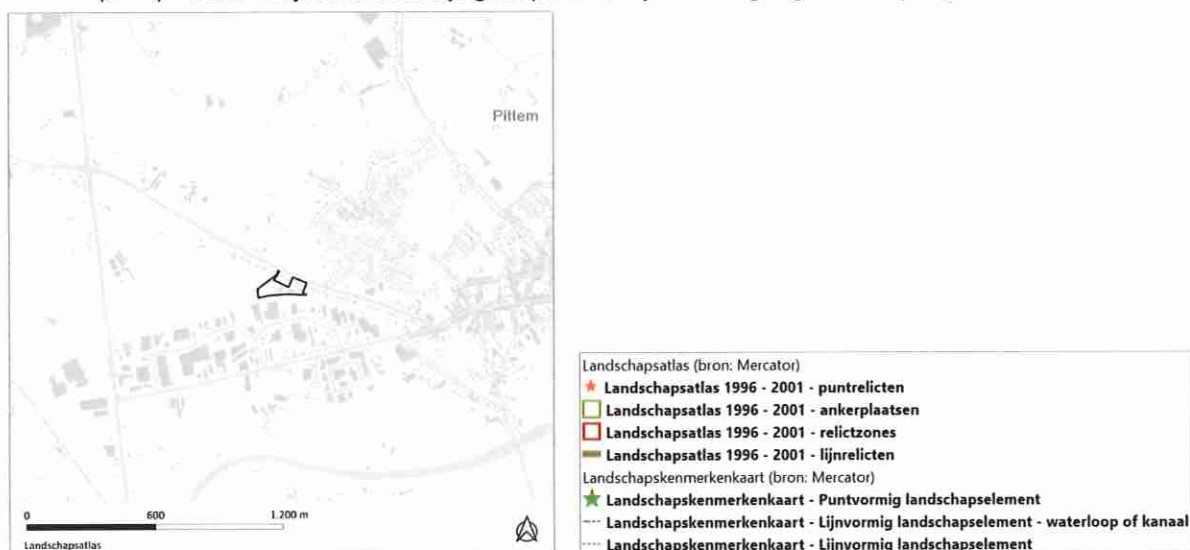 Pittem
0 600 1.200 m
Landschapsatlas
Landschapsatlas (bron: Mercator)
Landschapsatlas 1996 - 2001 - puntrelicten
Landschapsatlas 1996 - 2001 - ankerplaatsen
Landschapsatlas 1996 - 2001 - relictzones
Landschapsatlas 1996 - 2001 - lijnrelicten
Landschapskenmerkenkaart (bron: Mercator)
Landschapskenmerkenkaart - Puntvormig landschapselement
Landschapskenmerkenkaart - Lijnvormig landschapselement - waterloop of kanaal
Landschapskenmerkenkaart - Lijnvormig landschapselement